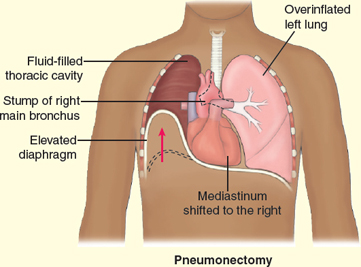 Overinflated
left lung
Fluid-filled
thoracic cavity
Stump of right
main bronchus
Elevated
diaphragm
Mediastinum
shifted to the right
Pneumonectomy